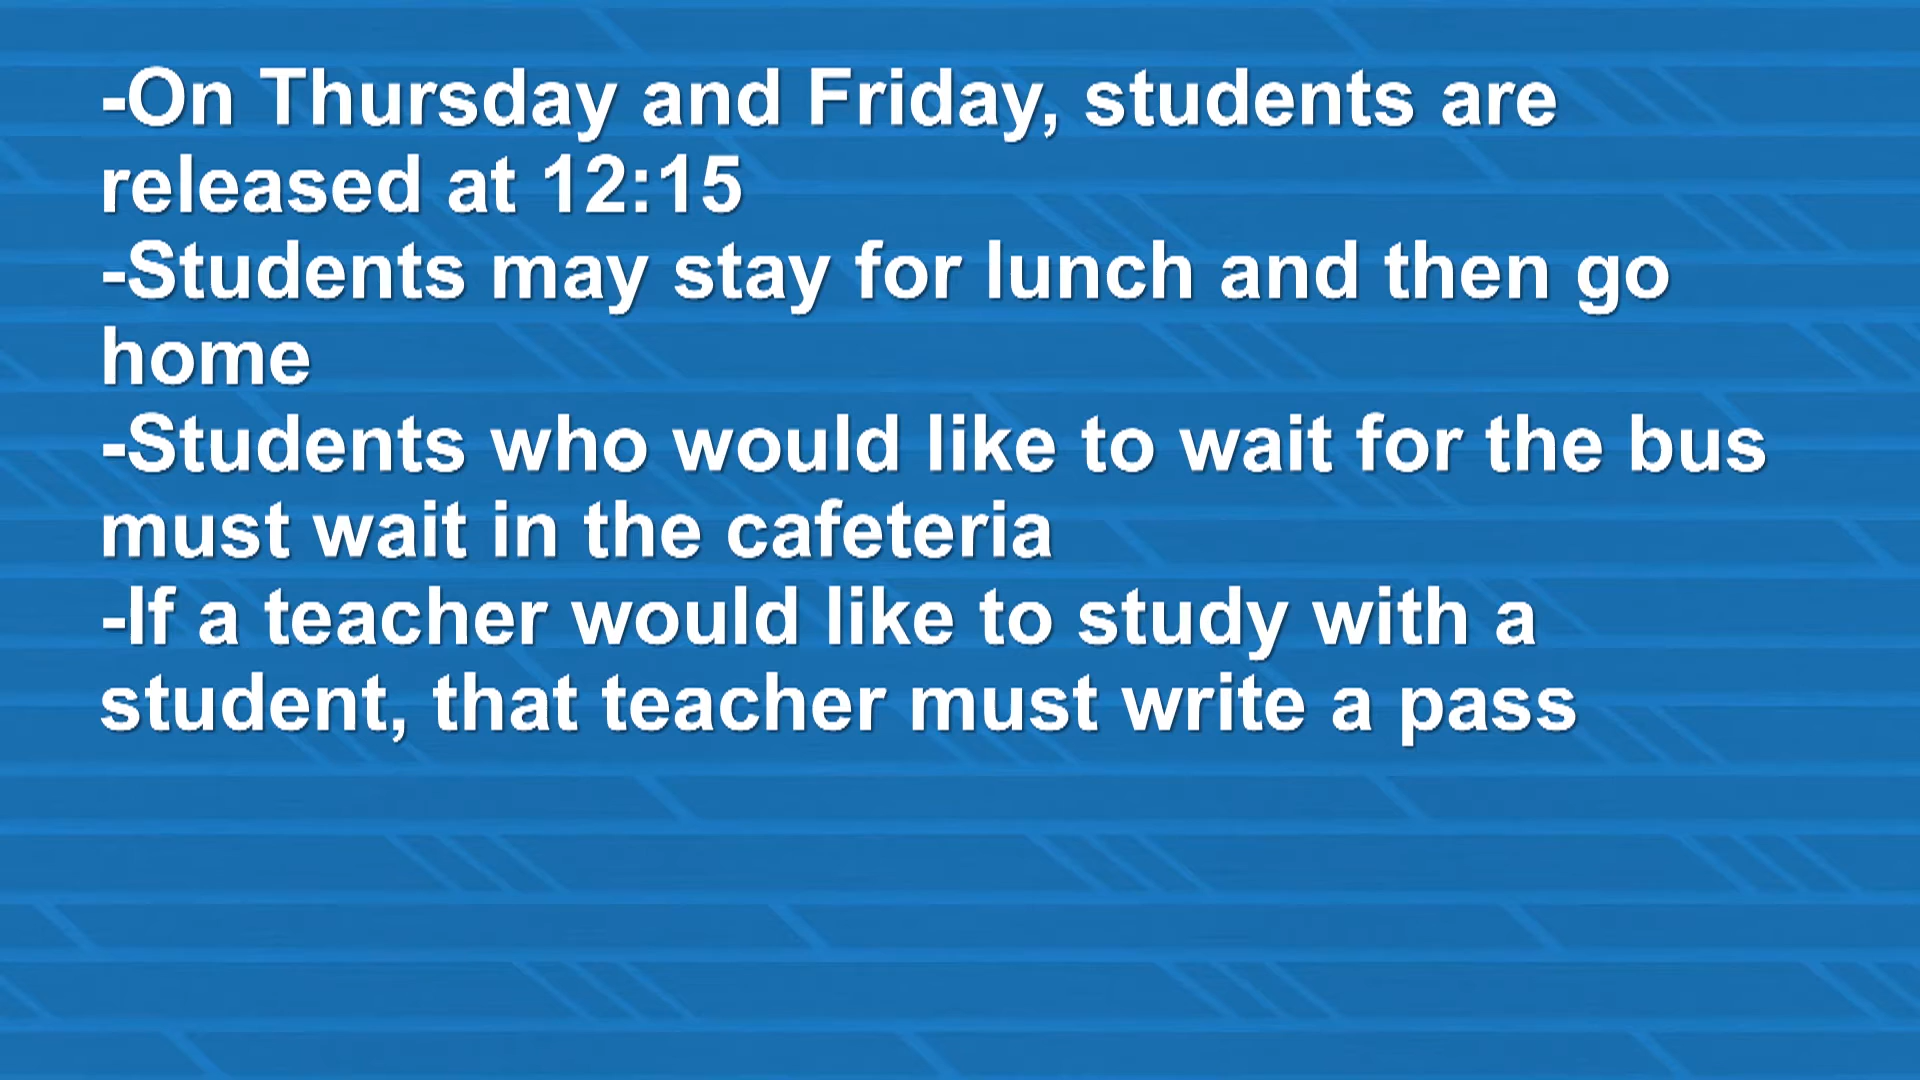 -On Thursday and Friday, students are
released at 12:15
-Students may stay for lunch and then go
home
-Students who would like to wait for the bus
must wait in the cafeteria
-If a teacher would like to study with a
student, that teacher must write a pass